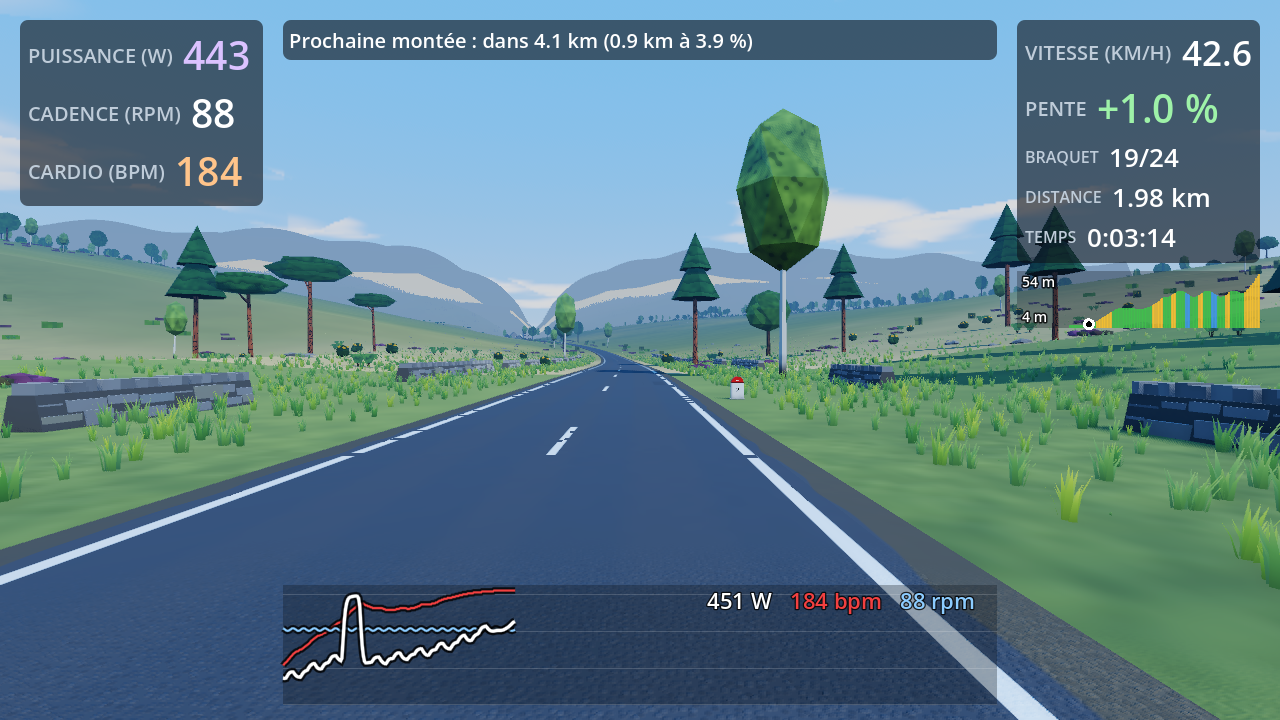 PUISSANCE (W) 443
CADENCE (RPM) 88
CARDIO (BPM) 184
Prochaine montée : dans 4.1 km (0.9 km à 3.9 %)
VITESSE (KM/H) 42.6
PENTE +1.0 %
BRAQUET 19/24
DISTANCE 1.98 km
TEMPS 0:03:14
54 m
4 m
451 W 184 bpm 88 rpm